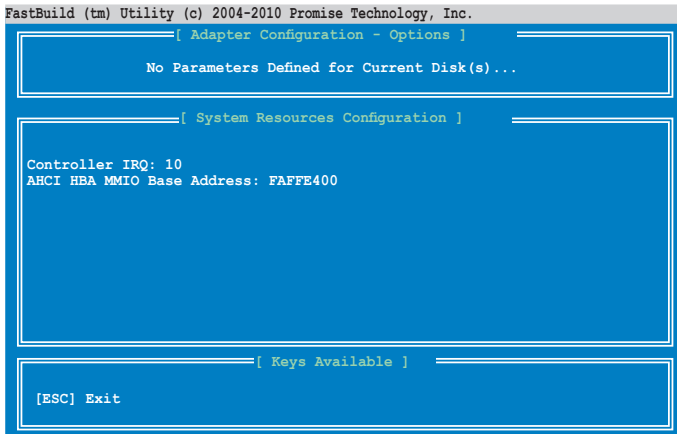 FastBuild (tm) Utility (c) 2004-2010 Promise Technology, Inc.
[ Adapter Configuration - Options ]
No Parameters Defined for Current Disk(s)...
[ System Resources Configuration ]
Controller IRQ: 10
AHCI HBA MMIO Base Address: FAFFE400
[ Keys Available ]
[ESC] Exit